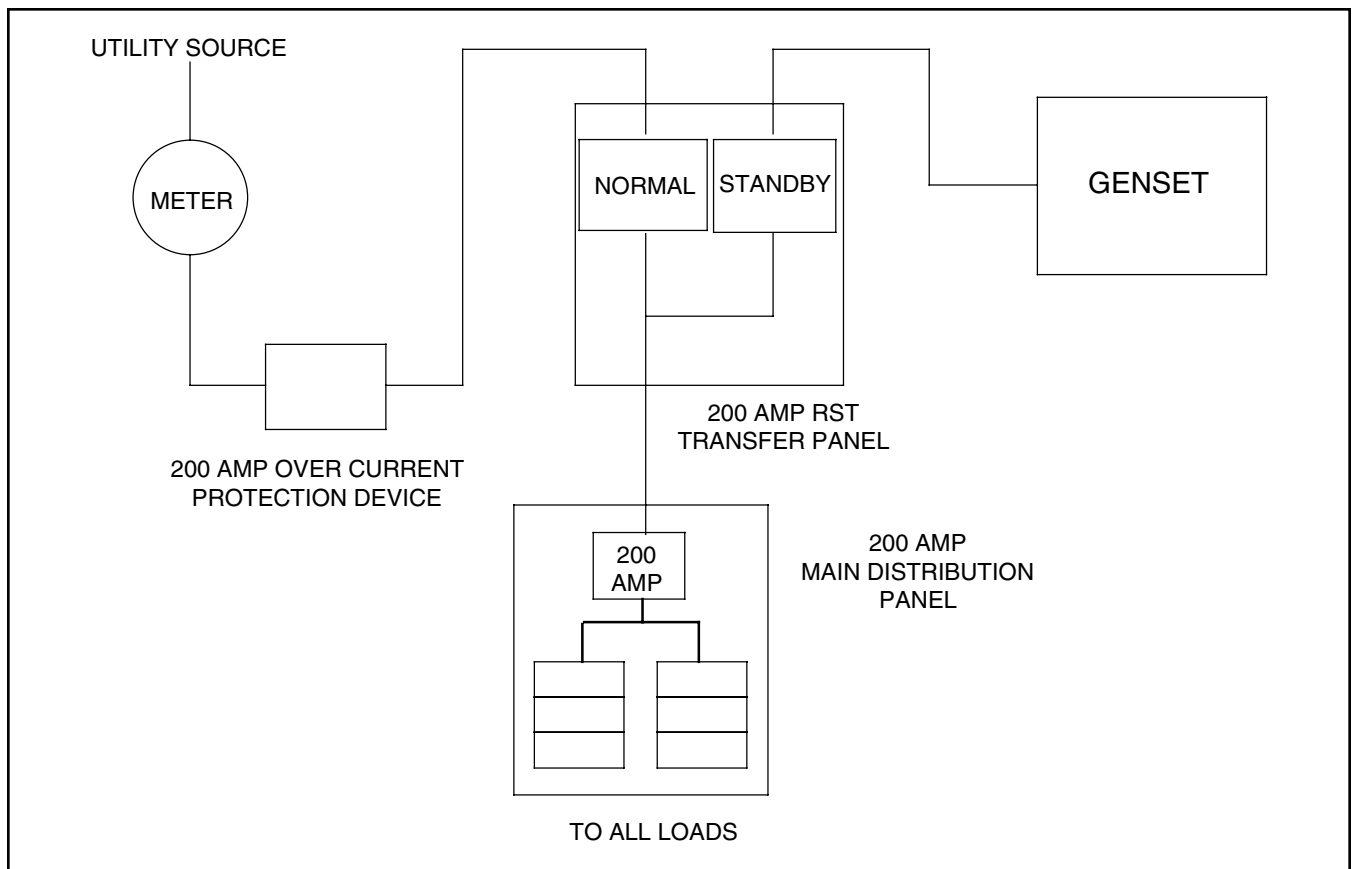 UTILITY SOURCE
METER
NORMAL
STANDBY
GENSET
200 AMP RST
TRANSFER PANEL
200 AMP OVER CURRENT
PROTECTION DEVICE
200
AMP
200 AMP
MAIN DISTRIBUTION
PANEL
TO ALL LOADS